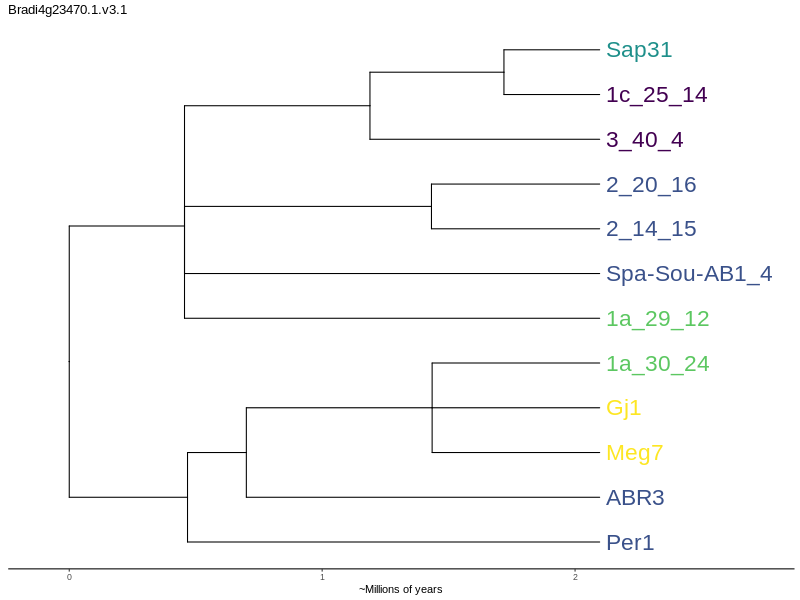 Bradi4g23470.1.v3.1
Sap31
1c_25_14
3_40_4
2_20_16
2_14_15
Spa-Sou-AB1_4
1a_29_12
1a_30_24
Gj1
Meg7
ABR3
Per1
0 1 2
~Millions of years